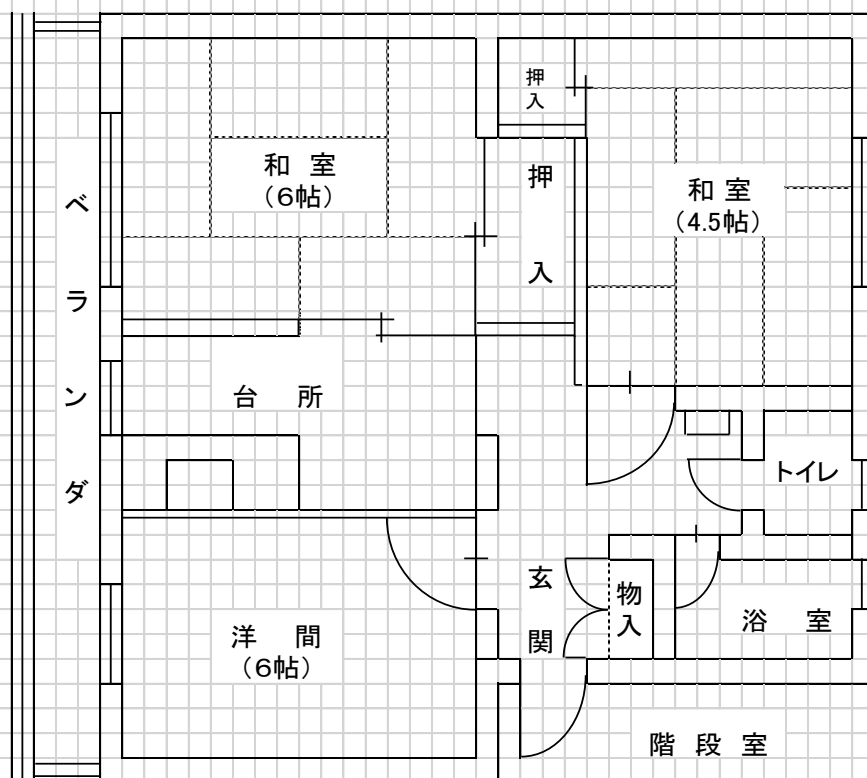 押入
和室
（6帖）
押入
和室
（4.5帖）
ベランダ
台所
トイレ
玄関
物入
浴室
洋間
（6帖）
階段室